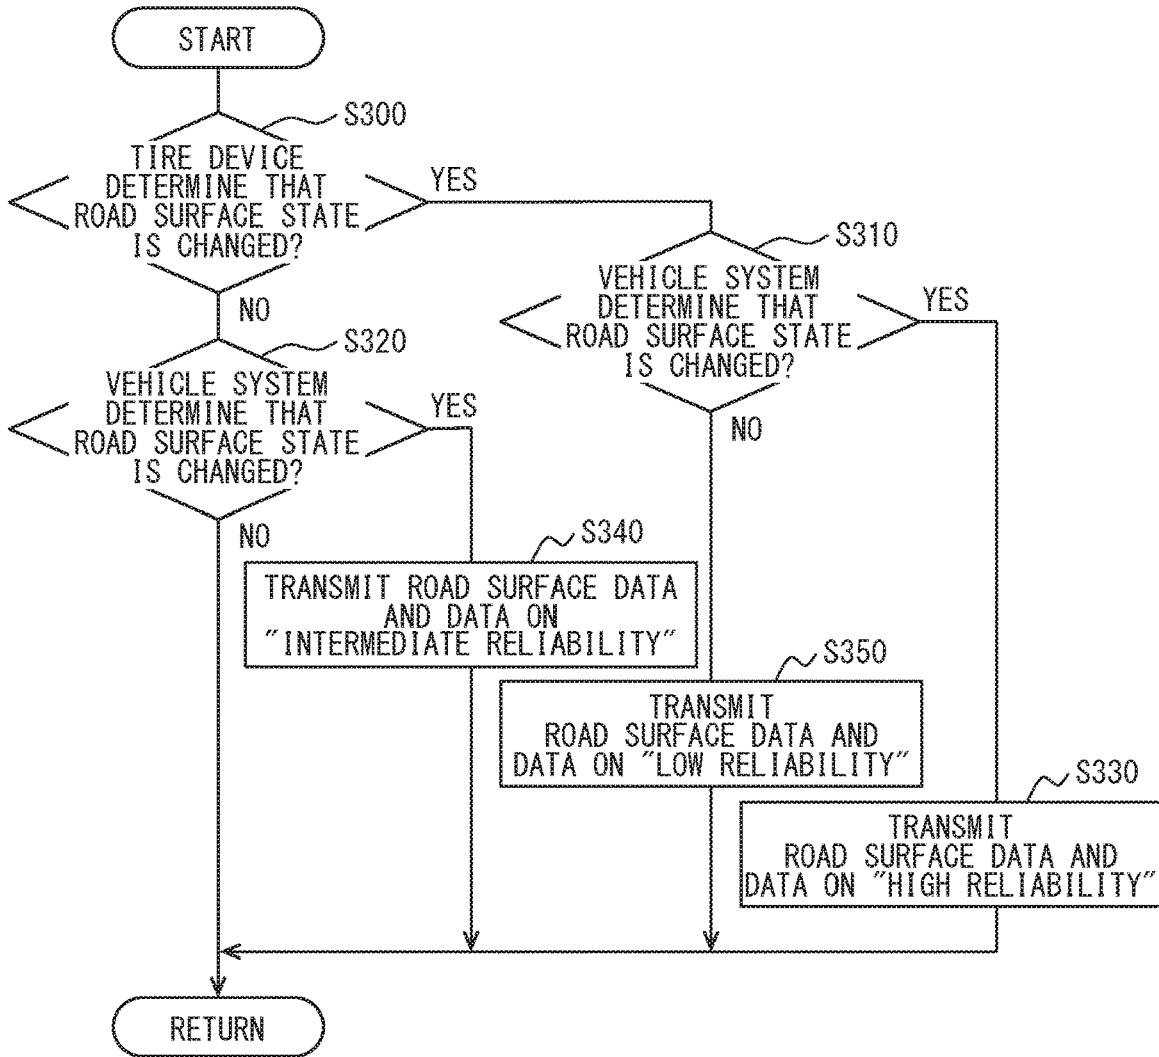 START
S300
TIRE DEVICE
DETERMINE THAT
ROAD SURFACE STATE
IS CHANGED?
YES
NO
S310
VEHICLE SYSTEM
DETERMINE THAT
ROAD SURFACE STATE
IS CHANGED?
YES
NO
S320
VEHICLE SYSTEM
DETERMINE THAT
ROAD SURFACE STATE
IS CHANGED?
YES
NO
S340
TRANSMIT ROAD SURFACE DATA
AND DATA ON
"INTERMEDIATE RELIABILITY"
S350
TRANSMIT
ROAD SURFACE DATA AND
DATA ON "LOW RELIABILITY"
S330
TRANSMIT
ROAD SURFACE DATA AND
DATA ON "HIGH RELIABILITY"
RETURN